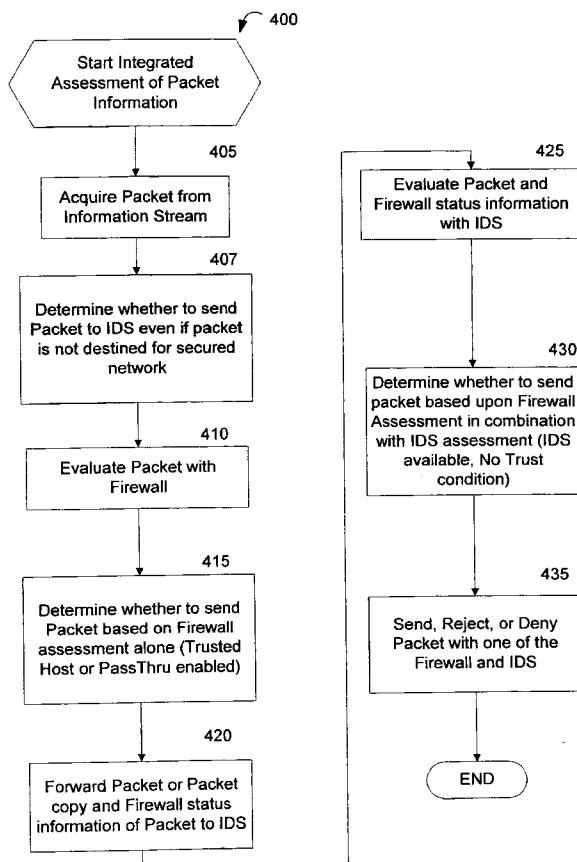 400
Start Integrated
Assessment of Packet
Information
405
Acquire Packet from
Information Stream
407
Determine whether to send
Packet to IDS even if packet
is not destined for secured
network
410
Evaluate Packet with
Firewall
415
Determine whether to send
Packet based on Firewall
assessment alone (Trusted
Host or PassThru enabled)
420
Forward Packet or Packet
copy and Firewall status
information of Packet to IDS
425
Evaluate Packet and
Firewall status information
with IDS
430
Determine whether to send
packet based upon Firewall
Assessment in combination
with IDS assessment (IDS
available, No Trust
condition)
435
Send, Reject, or Deny
Packet with one of the
Firewall and IDS
END